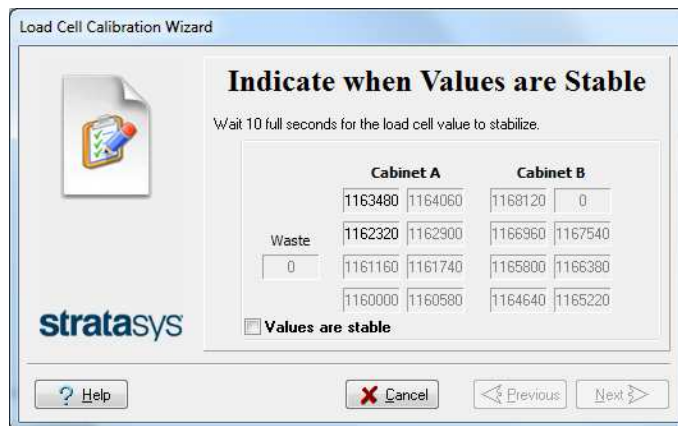 Load Cell Calibration Wizard
Indicate when Values are Stable
Wait 10 full seconds for the load cell value to stabilize.
Cabinet A Cabinet B
1163480 1164060 1168120 0
Waste 1162320 1162900 1166960 1167540
0 1161160 1161740 1165800 1166380
1160000 1160580 1164640 1165220
stratasys
Values are stable
? Help Cancel Previous Next